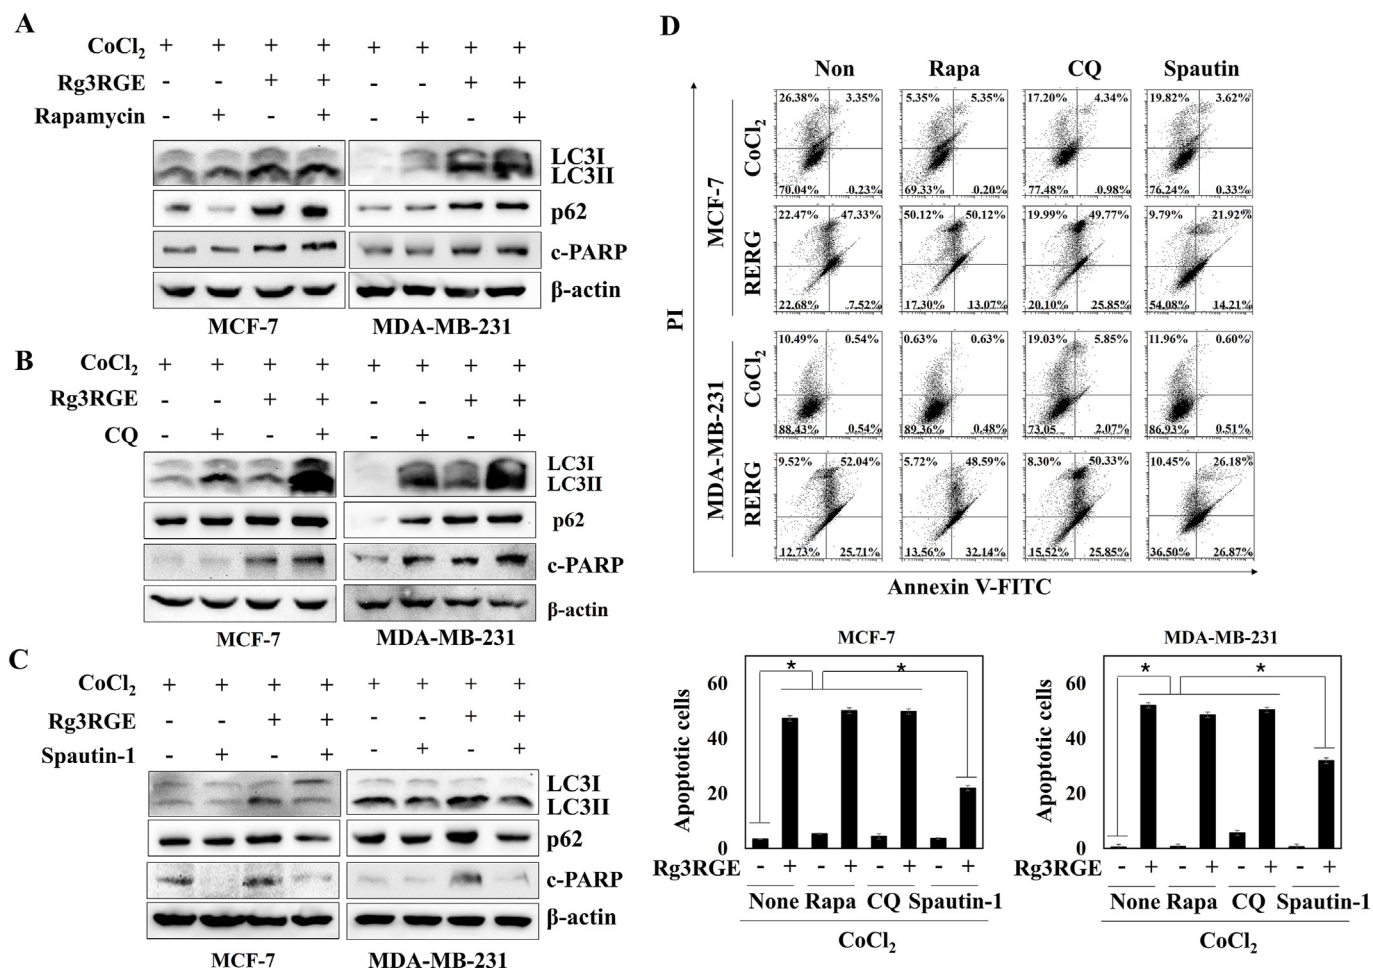 A
CoCl₂ + + + + + + + +
Rg3RGE - - + + - - + +
Rapamycin - + - + - + - +
LC3I
LC3II
p62
c-PARP
β-actin
MCF-7 MDA-MB-231
B
CoCl₂ + + + + + + + +
Rg3RGE - - + + - - + +
CQ - + - + - + - +
LC3I
LC3II
p62
c-PARP
β-actin
MCF-7 MDA-MB-231
C
CoCl₂ + + + + + + + +
Rg3RGE - - + + - - + +
Spautin-1 - + - + - + - +
LC3I
LC3II
p62
c-PARP
β-actin
MCF-7 MDA-MB-231
D
Non Rapa CQ Spautin
PI
MCF-7
CoCl₂
26.38% 3.35% 5.35% 5.35% 17.20% 4.34% 19.82% 3.62%
70.04% 0.23% 69.33% 0.20% 77.48% 0.98% 76.24% 0.33%
RERG
22.47% 47.33% 50.12% 50.12% 19.99% 49.77% 9.79% 21.92%
22.68% 7.52% 17.30% 13.07% 20.10% 25.85% 54.08% 14.21%
MDA-MB-231
CoCl₂
10.49% 0.54% 0.63% 0.63% 19.03% 5.85% 11.96% 0.60%
88.43% 0.54% 89.36% 0.48% 73.05 2.07% 86.93% 0.51%
RERG
9.52% 52.04% 5.72% 48.59% 8.30% 50.33% 10.45% 26.18%
12.73% 25.71% 13.56% 32.14% 15.52% 25.85% 36.50% 26.87%
Annexin V-FITC
MCF-7
Apoptotic cells
60
40
20
0
* *
Rg3RGE - + - + - + - +
None Rapa CQ Spautin-1
CoCl₂
MDA-MB-231
Apoptotic cells
60
40
20
0
* *
Rg3RGE - + - + - + - +
None Rapa CQ Spautin-1
CoCl₂